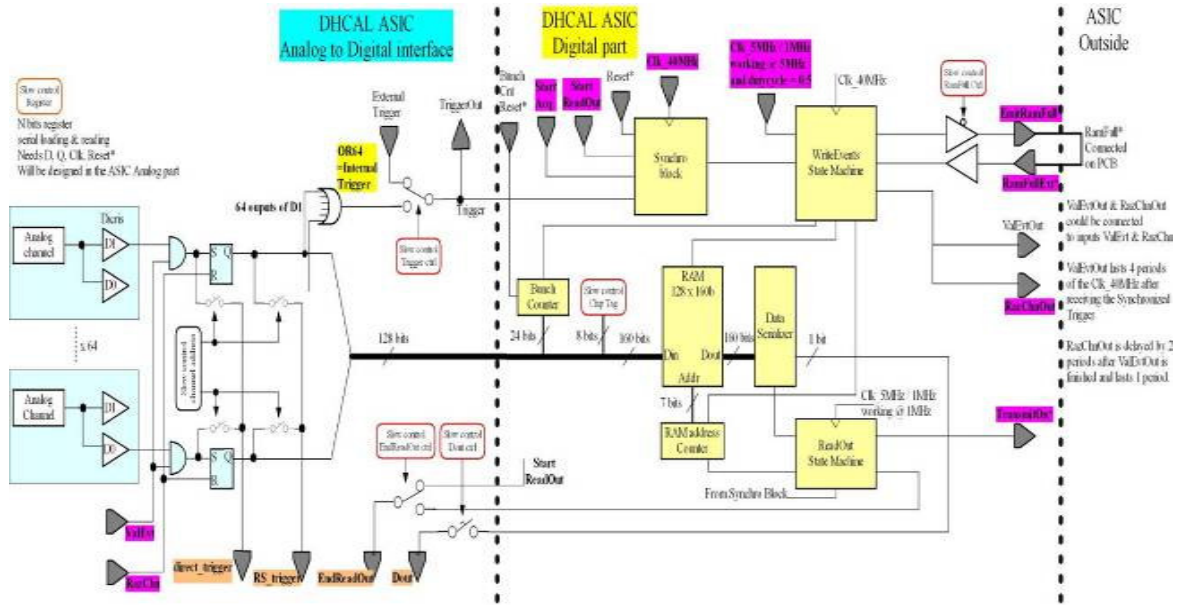 DHCAL ASIC
Analog to Digital interface
DHCAL ASIC
Digital part
ASIC
Outside
Slow control
Register
N bits register
serial loading & reading
Needs D, Q, Clk, Reset*
Will be designed in the ASIC Analog part
External
Trigger
TriggerOut
OR64
=Internal
Trigger
64 ouputs of D1
Trigger
Slow control
Trigger ctrl
Bunch
Cnt
Reset*
Start
Acq
Start
ReadOut
Reset*
Clk_40MHz
Clk_5MHz / 1MHz
working @ 5MHz
and dutycycle = 0.5
Clk_40MHz
Slow control
RamFull Ctrl
EmitRamFull*
RamFullExt*
RamFull*
Connected
on PCB
Synchro
block
WriteEvents
State Machine
ValEvtOut
RazChnOut
ValEvtOut & RazChnOut
could be connected
to inputs ValEvt & RazChn
ValEvtOut lasts 4 periods
of the Clk_40MHz after
receiving the Synchronized
Trigger
RazChnOut is delayed by 2
periods after ValEvtOut is
finished and lasts 1 period.
Discris
Analog
channel
D1
D0
S Q
R
x 64
Slow control
channel address
Analog
Channel
D1
D0
S Q
R
128 bits
Bunch
Counter
24 bits
Slow control
Chip Tag
8 bits
160 bits
RAM
128 x 160b
Din
Dout
Addr
160 bits
Data
Serializer
1 bit
7 bits
RAM address
Counter
Clk_5MHz / 1MHz
working @ 1MHz
ReadOut
State Machine
TransmitOn*
From Synchro Block
Slow control
EndReadOut ctrl
Slow control
Dout ctrl
Start
ReadOut
ValEvt
RazChn
direct_trigger
RS_trigger
EndReadOut
Dout